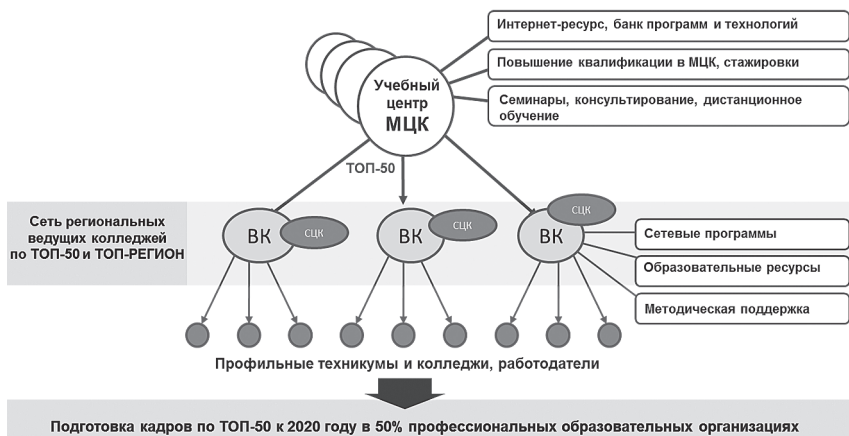 Интернет-ресурс, банк программ и технологий
Повышение квалификации в МЦК, стажировки
Учебный
центр
МЦК
Семинары, консультирование, дистанционное
обучение
ТОП-50
Сеть региональных
ведущих колледжей
по ТОП-50 и ТОП-РЕГИОН
ВК
СЦК
ВК
СЦК
ВК
СЦК
Сетевые программы
Образовательные ресурсы
Методическая поддержка
Профильные техникумы и колледжи, работодатели
Подготовка кадров по ТОП-50 к 2020 году в 50% профессиональных образовательных организациях